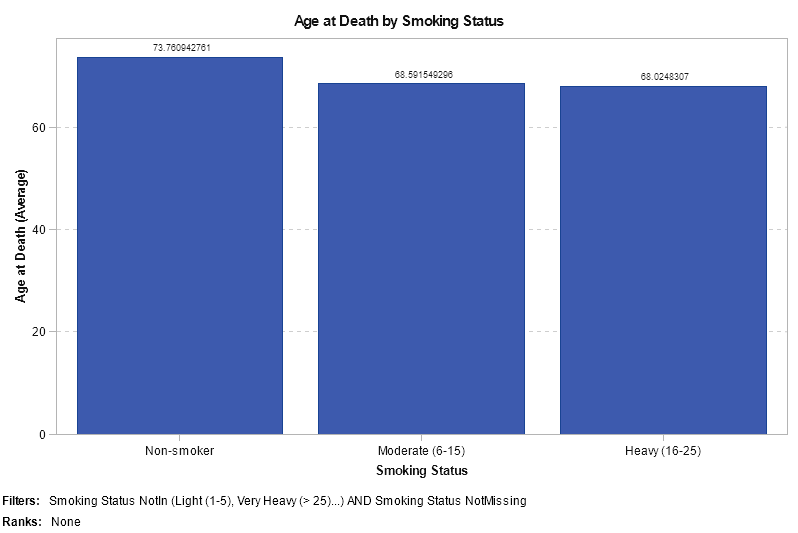 Age at Death by Smoking Status
73.760942761
68.591549296
68.0248307
60
40
20
0
Age at Death (Average)
Non-smoker
Moderate (6-15)
Heavy (16-25)
Smoking Status
Filters: Smoking Status NotIn (Light (1-5), Very Heavy (> 25)...) AND Smoking Status NotMissing
Ranks: None